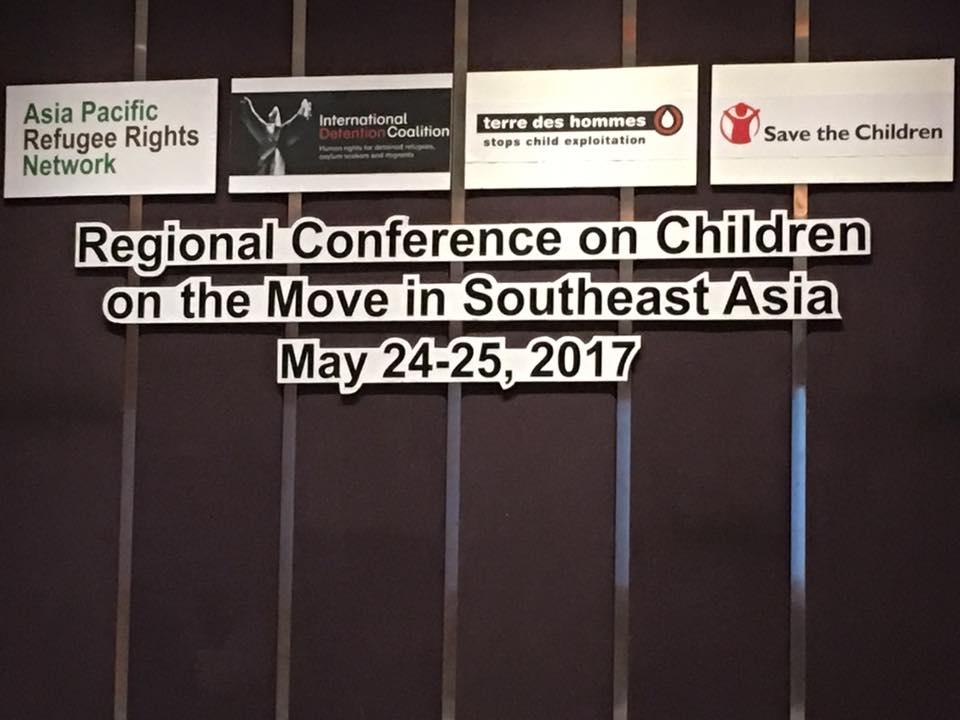 Asia Pacific
Refugee Rights
Network
International
Detention Coalition
Human rights for detained refugees,
asylum seekers and migrants
terre des hommes
stops child exploitation
Save the Children
Regional Conference on Children
on the Move in Southeast Asia
May 24-25, 2017